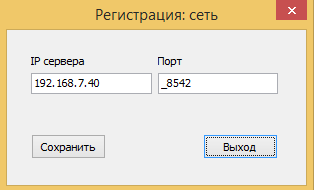 Регистрация: сеть
IP сервера Порт
192.168.7.40 _8542
Сохранить Выход